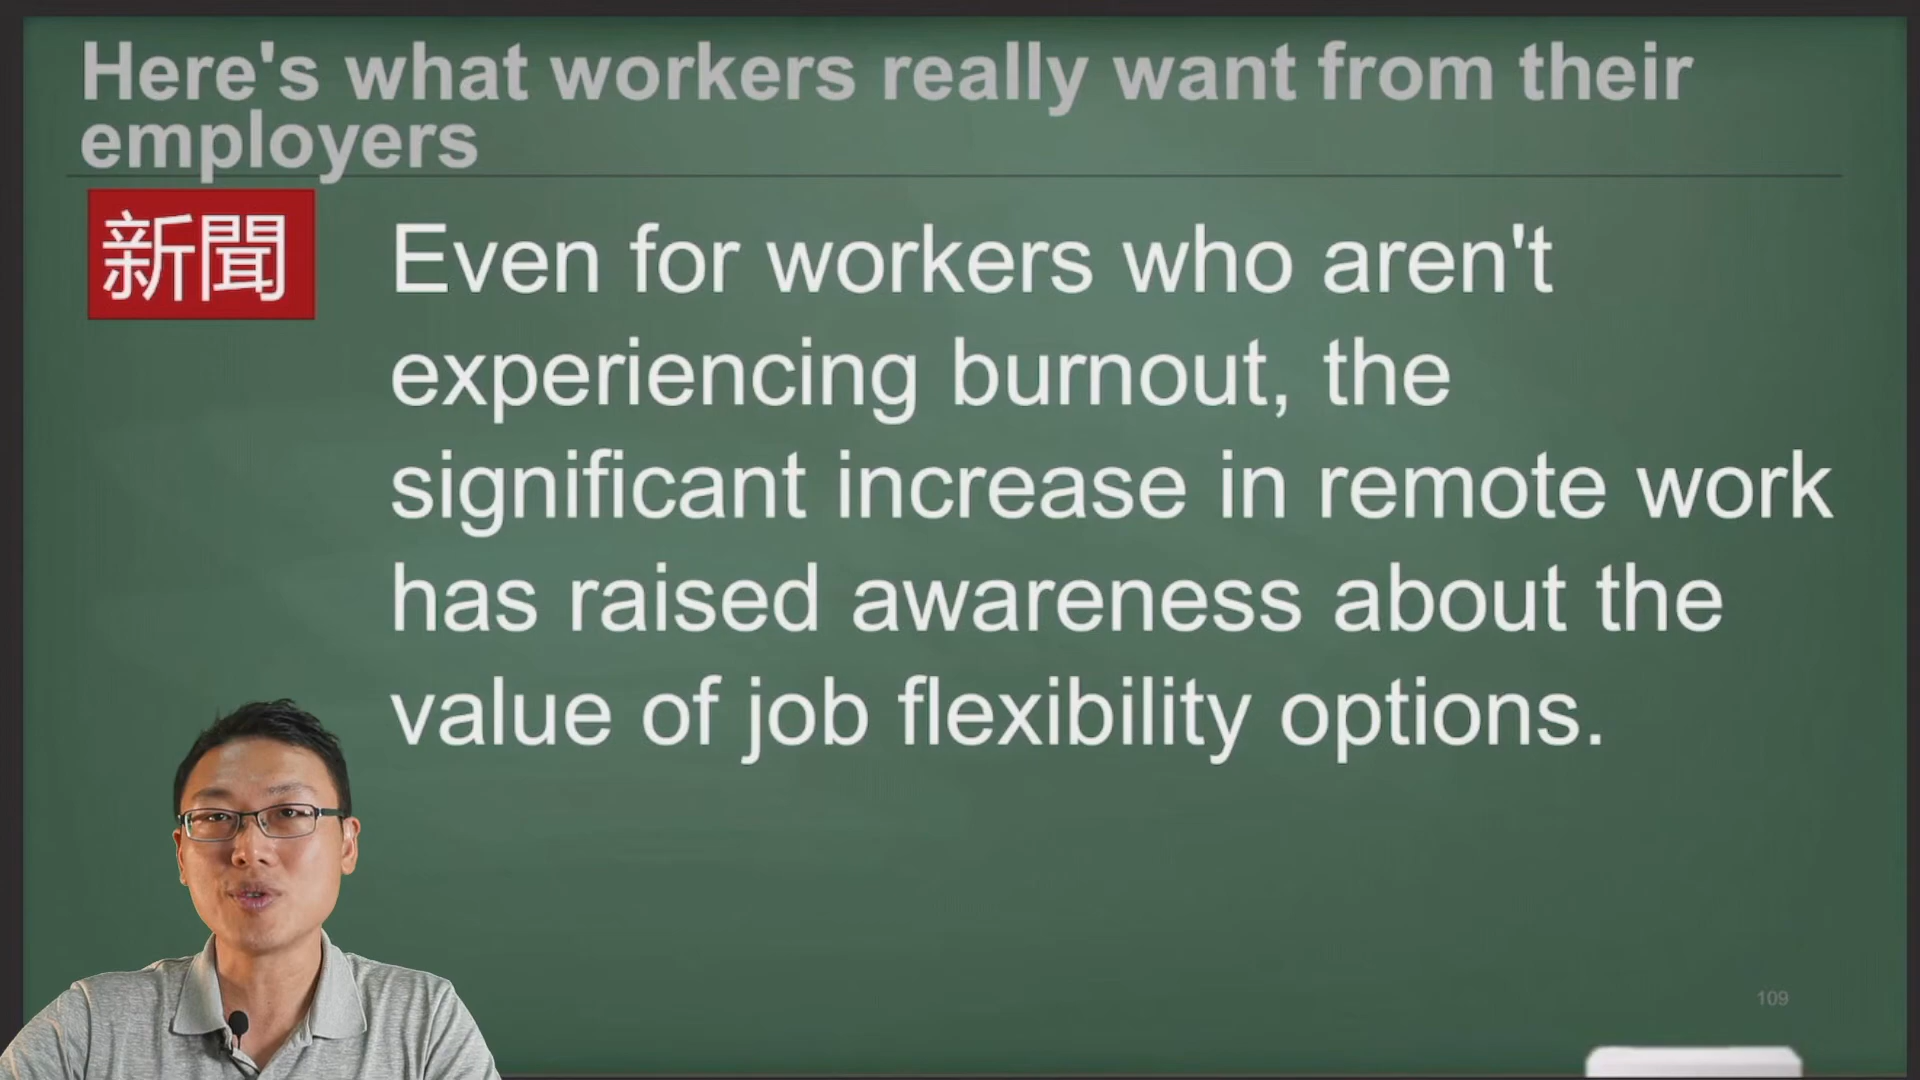 Here's what workers really want from their
employers
新聞
Even for workers who aren't
experiencing burnout, the
significant increase in remote work
has raised awareness about the
value of job flexibility options.
109